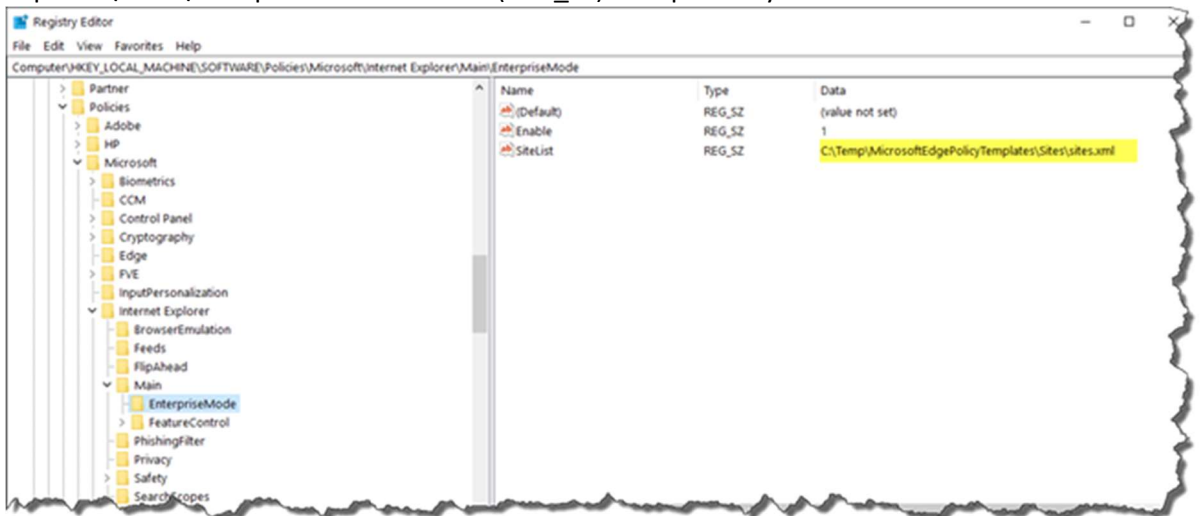 Registry Editor
File Edit View Favorites Help
Computer\HKEY_LOCAL_MACHINE\SOFTWARE\Policies\Microsoft\Internet Explorer\Main\EnterpriseMode
Partner
Policies
Adobe
HP
Microsoft
Biometrics
CCM
Control Panel
Cryptography
Edge
FVE
InputPersonalization
Internet Explorer
BrowserEmulation
Feeds
FlipAhead
Main
EnterpriseMode
FeatureControl
PhishingFilter
Privacy
Safety
SearchScopes
Name Type Data
(Default) REG_SZ (value not set)
Enable REG_SZ 1
SiteList REG_SZ C:\Temp\MicrosoftEdgePolicyTemplates\Sites\sites.xml